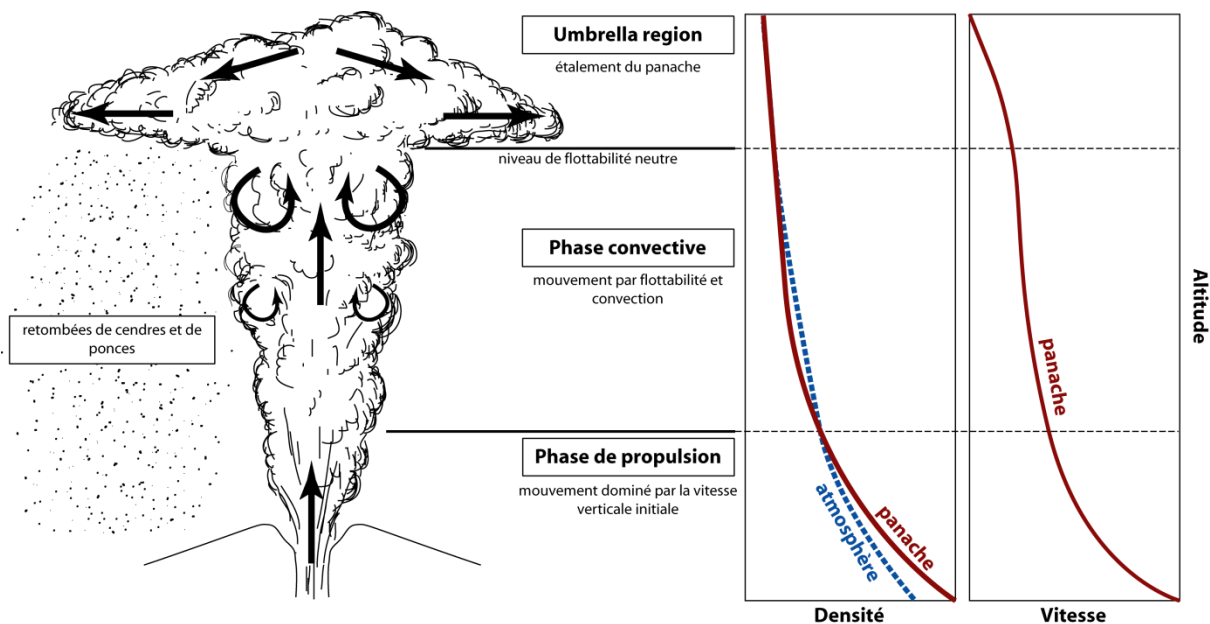 Umbrella region
étalement du panache
niveau de flottabilité neutre
Phase convective
mouvement par flottabilité et
convection
retombées de cendres et de
ponces
Phase de propulsion
mouvement dominé par la vitesse
verticale initiale
atmosphère
panache
Densité
panache
Vitesse
Altitude